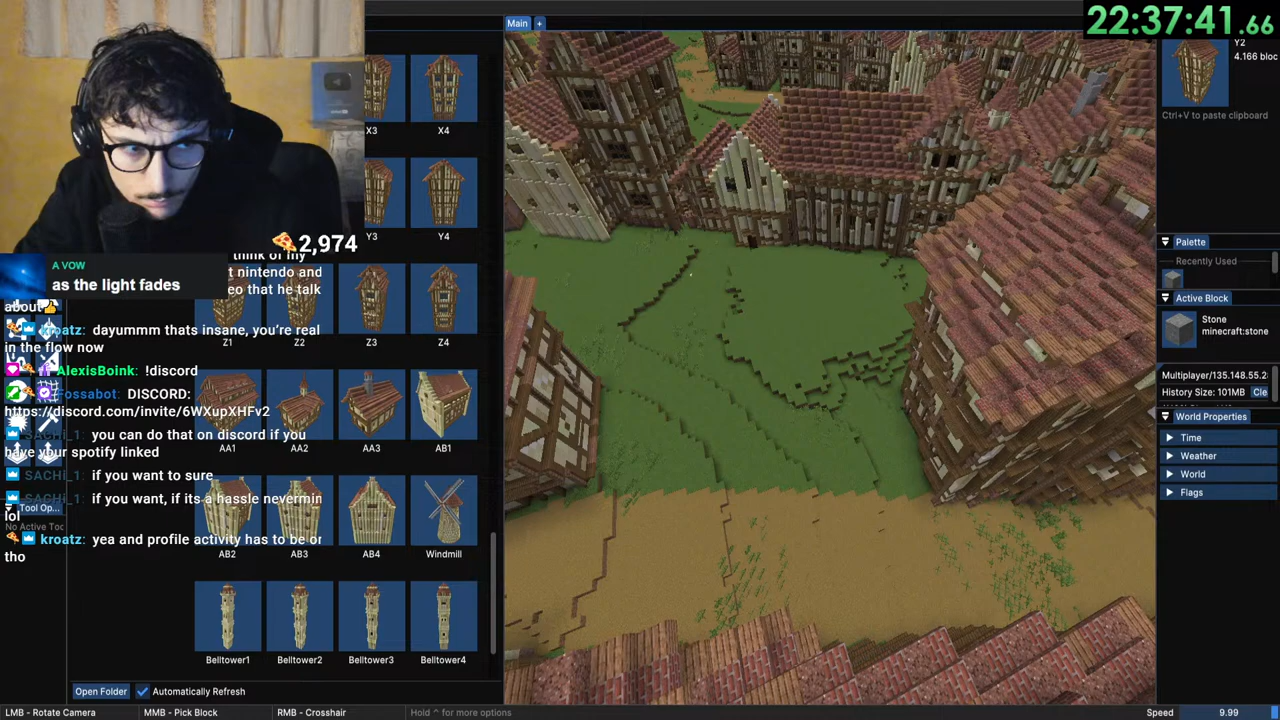 Main +
22:37:41.66
Y2
4.166 bloc
Ctrl+V to paste clipboard
X3
X4
Y3
Y4
2,974
think of my
t nintendo and
eo that he talk
about👍
A VOW
as the light fades
kroatz: dayummm thats insane, you're real
in the flow now
AlexisBoink: !discord
Fossabot: DISCORD:
https://discord.com/invite/6WXupXHFv2
SACHi_1: you can do that on discord if you
have your spotify linked
SACHi_1: if you want to sure
SACHi_1: if you want, if its a hassle nevermin
lol
kroatz: yea and profile activity has to be or
tho
Tool Op...
No Active Toc
Z1
Z2
Z3
Z4
AA1
AA2
AA3
AB1
AB2
AB3
AB4
Windmill
Belltower1
Belltower2
Belltower3
Belltower4
Open Folder
Automatically Refresh
Palette
Recently Used
Active Block
Stone
minecraft:stone
Multiplayer/135.148.55.2
History Size: 101MB Cle
World Properties
Time
Weather
World
Flags
LMB - Rotate Camera
MMB - Pick Block
RMB - Crosshair
Hold ^ for more options
Speed
9.99